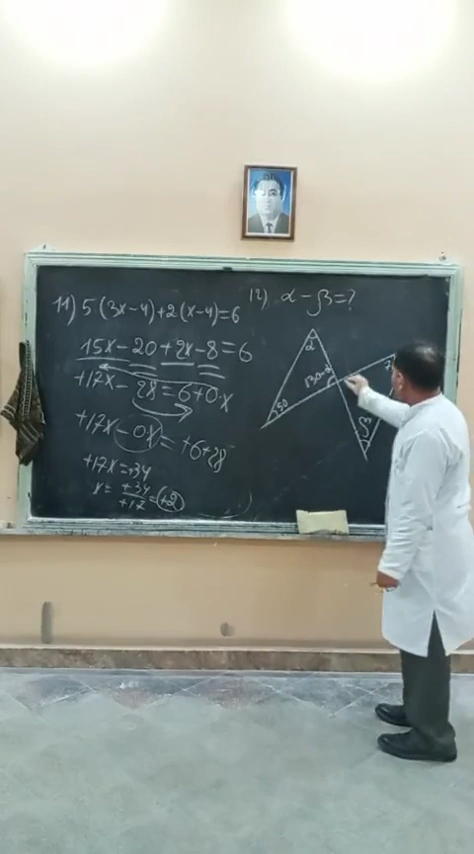 11) 5(3x-4)+2(x-4)=6
15x-20+2x-8=6
+17x-28=6+0·x
+17x-0x=+6+28
+17x=+34
x=+34/+17=+2
12) α-β=?
α
50
130-α
β